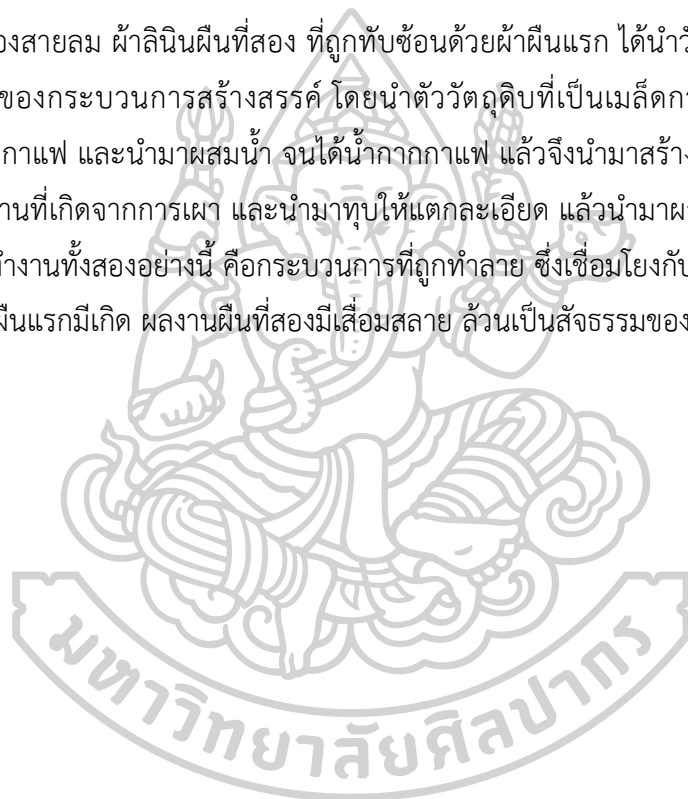 องสายลม ผ้าลินินผืนที่สอง ที่ถูกทับซ้อนด้วยผ้าผืนแรก ได้นำวั
ของกระบวนการสร้างสรรค์ โดยนำตัววัตถุดิบที่เป็นเมล็ดกา
กาแฟ และนำมาผสมน้ำ จนได้น้ำกากกาแฟ แล้วจึงนำมาสร้าง
านที่เกิดจากการเผา และนำมาทุบให้แตกละเอียด แล้วนำมาผ
ทำงานทั้งสองอย่างนี้ คือกระบวนการที่ถูกทำลาย ซึ่งเชื่อมโยงกับ
ผืนแรกมีเกิด ผลงานผืนที่สองมีเสื่อมสลาย ล้วนเป็นสัจธรรมของ
มหาวิทยาลัยศิลปากร